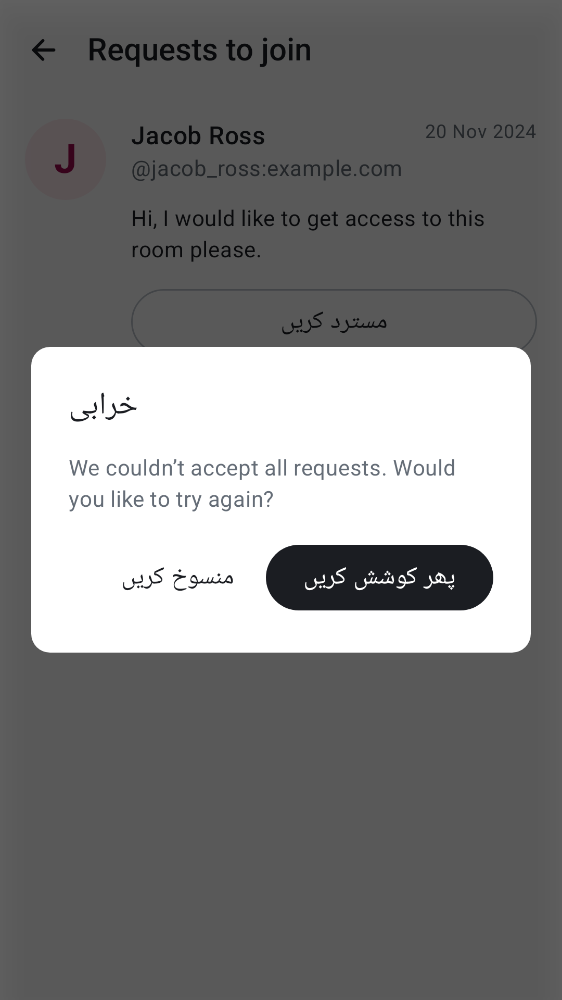 Requests to join
Jacob Ross
20 Nov 2024
@jacob_ross:example.com
Hi, I would like to get access to this
room please.
مسترد کریں
خرابی
We couldn’t accept all requests. Would
you like to try again?
منسوخ کریں
پھر کوشش کریں
J